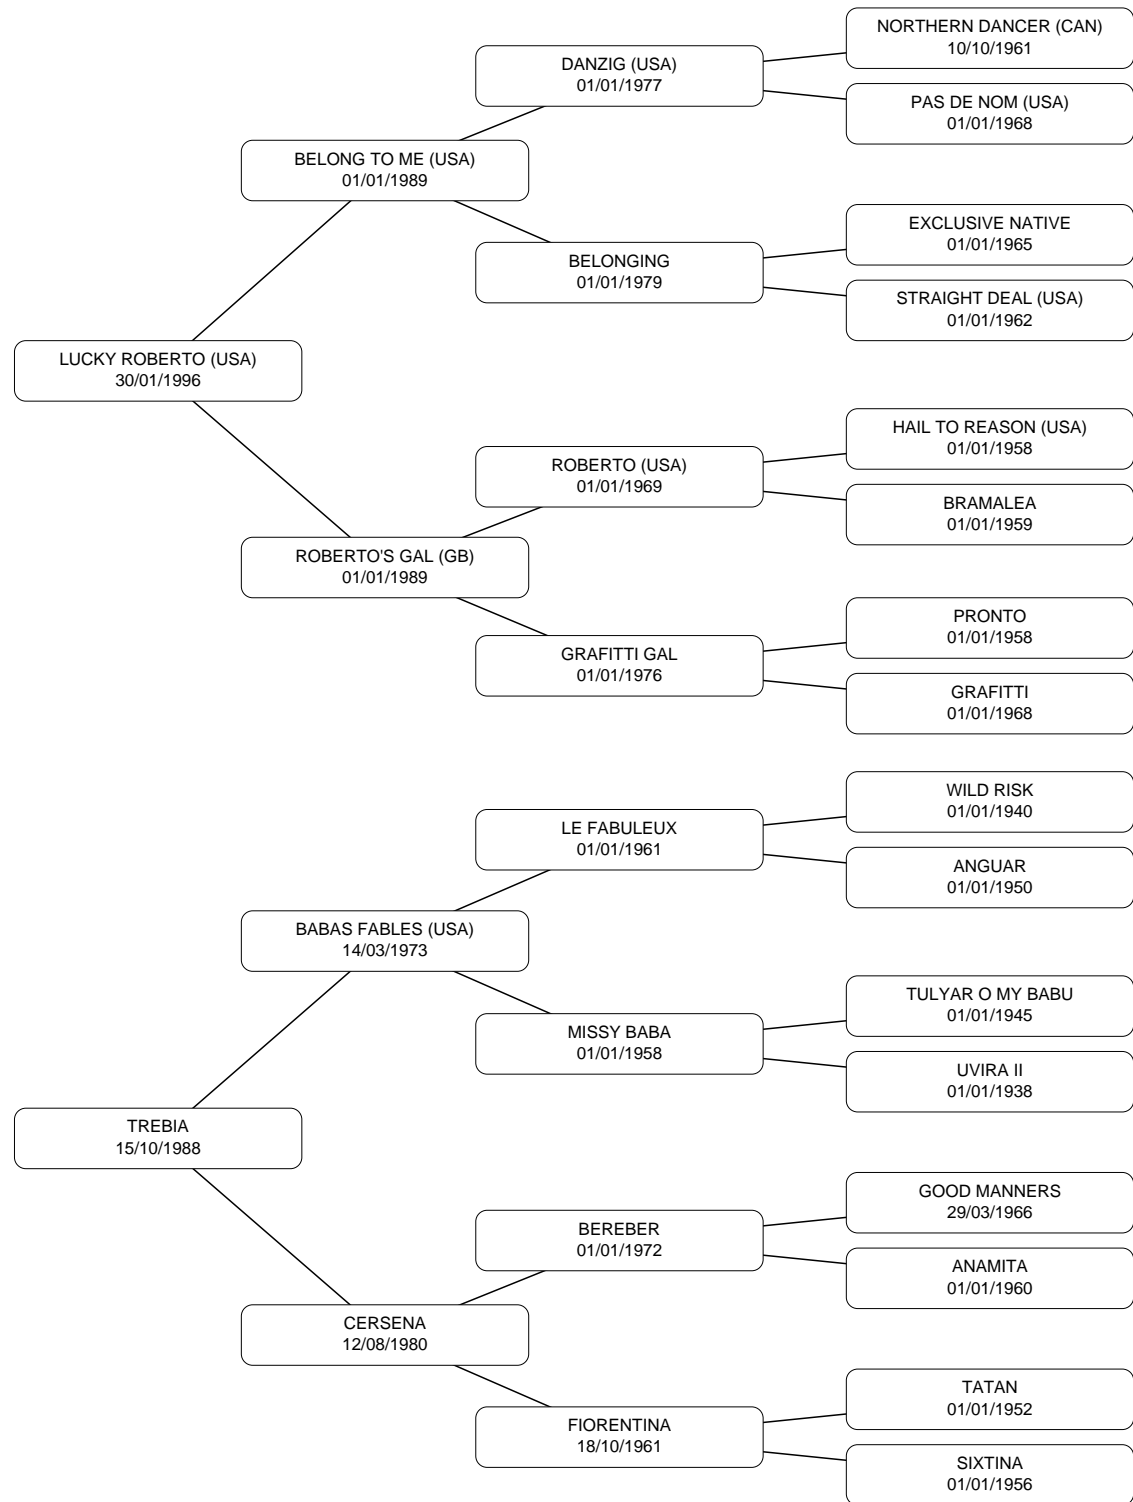 NORTHERN DANCER (CAN)
10/10/1961
DANZIG (USA)
01/01/1977
PAS DE NOM (USA)
01/01/1968
BELONG TO ME (USA)
01/01/1989
EXCLUSIVE NATIVE
01/01/1965
BELONGING
01/01/1979
STRAIGHT DEAL (USA)
01/01/1962
LUCKY ROBERTO (USA)
30/01/1996
HAIL TO REASON (USA)
01/01/1958
ROBERTO (USA)
01/01/1969
BRAMALEA
01/01/1959
ROBERTO'S GAL (GB)
01/01/1989
PRONTO
01/01/1958
GRAFITTI GAL
01/01/1976
GRAFITTI
01/01/1968
WILD RISK
01/01/1940
LE FABULEUX
01/01/1961
ANGUAR
01/01/1950
BABAS FABLES (USA)
14/03/1973
TULYAR O MY BABU
01/01/1945
MISSY BABA
01/01/1958
UVIRA II
01/01/1938
TREBIA
15/10/1988
GOOD MANNERS
29/03/1966
BEREBER
01/01/1972
ANAMITA
01/01/1960
CERSENA
12/08/1980
TATAN
01/01/1952
FIORENTINA
18/10/1961
SIXTINA
01/01/1956